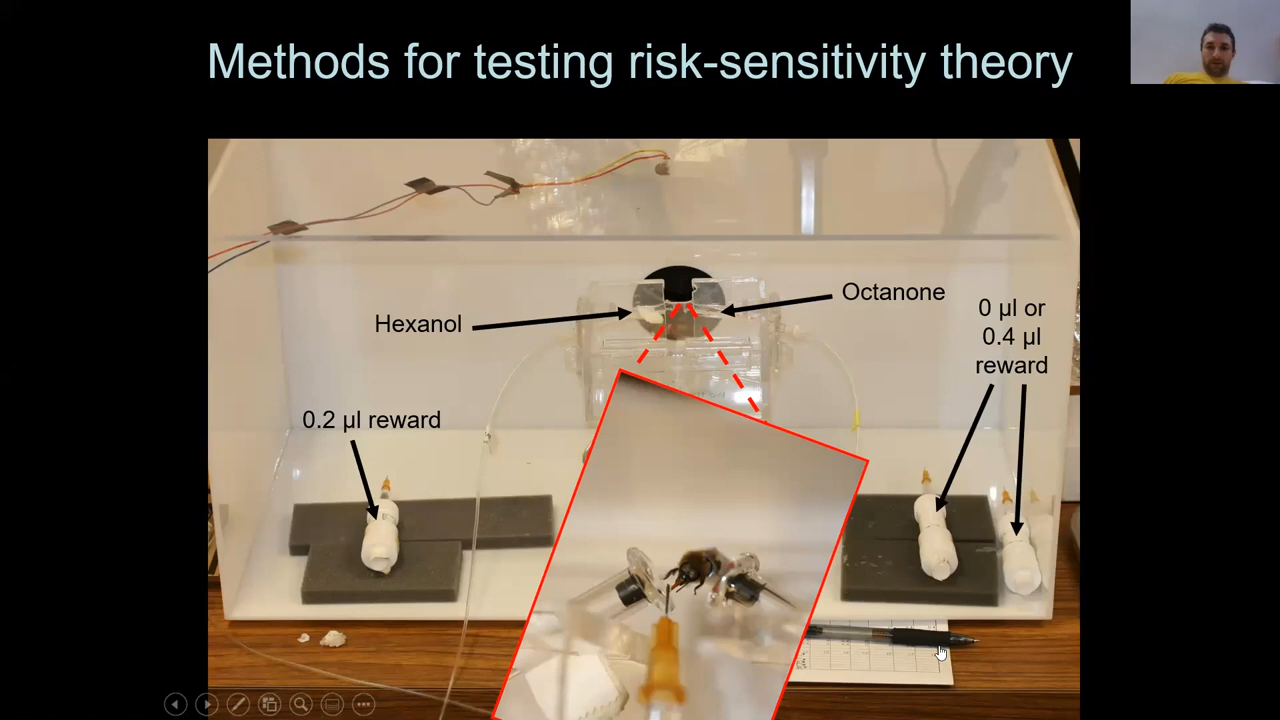 Methods for testing risk-sensitivity theory
Octanone
Hexanol
0 µl or
0.4 µl
reward
0.2 µl reward